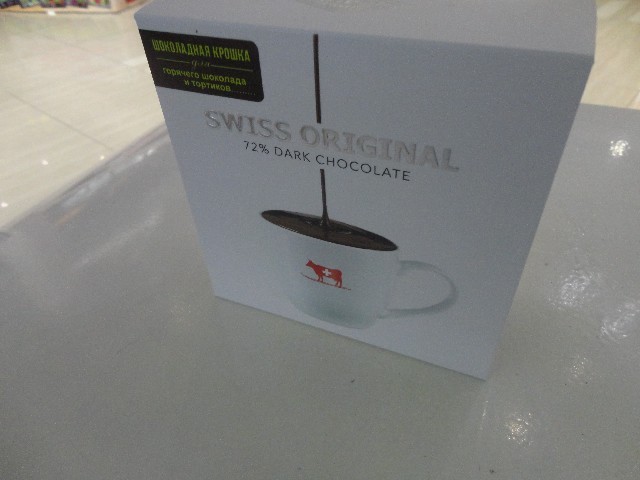 ШОКОЛАДНАЯ КРОШКА
для
горячего шоколада
и тортиков
SWISS ORIGINAL
72% DARK CHOCOLATE